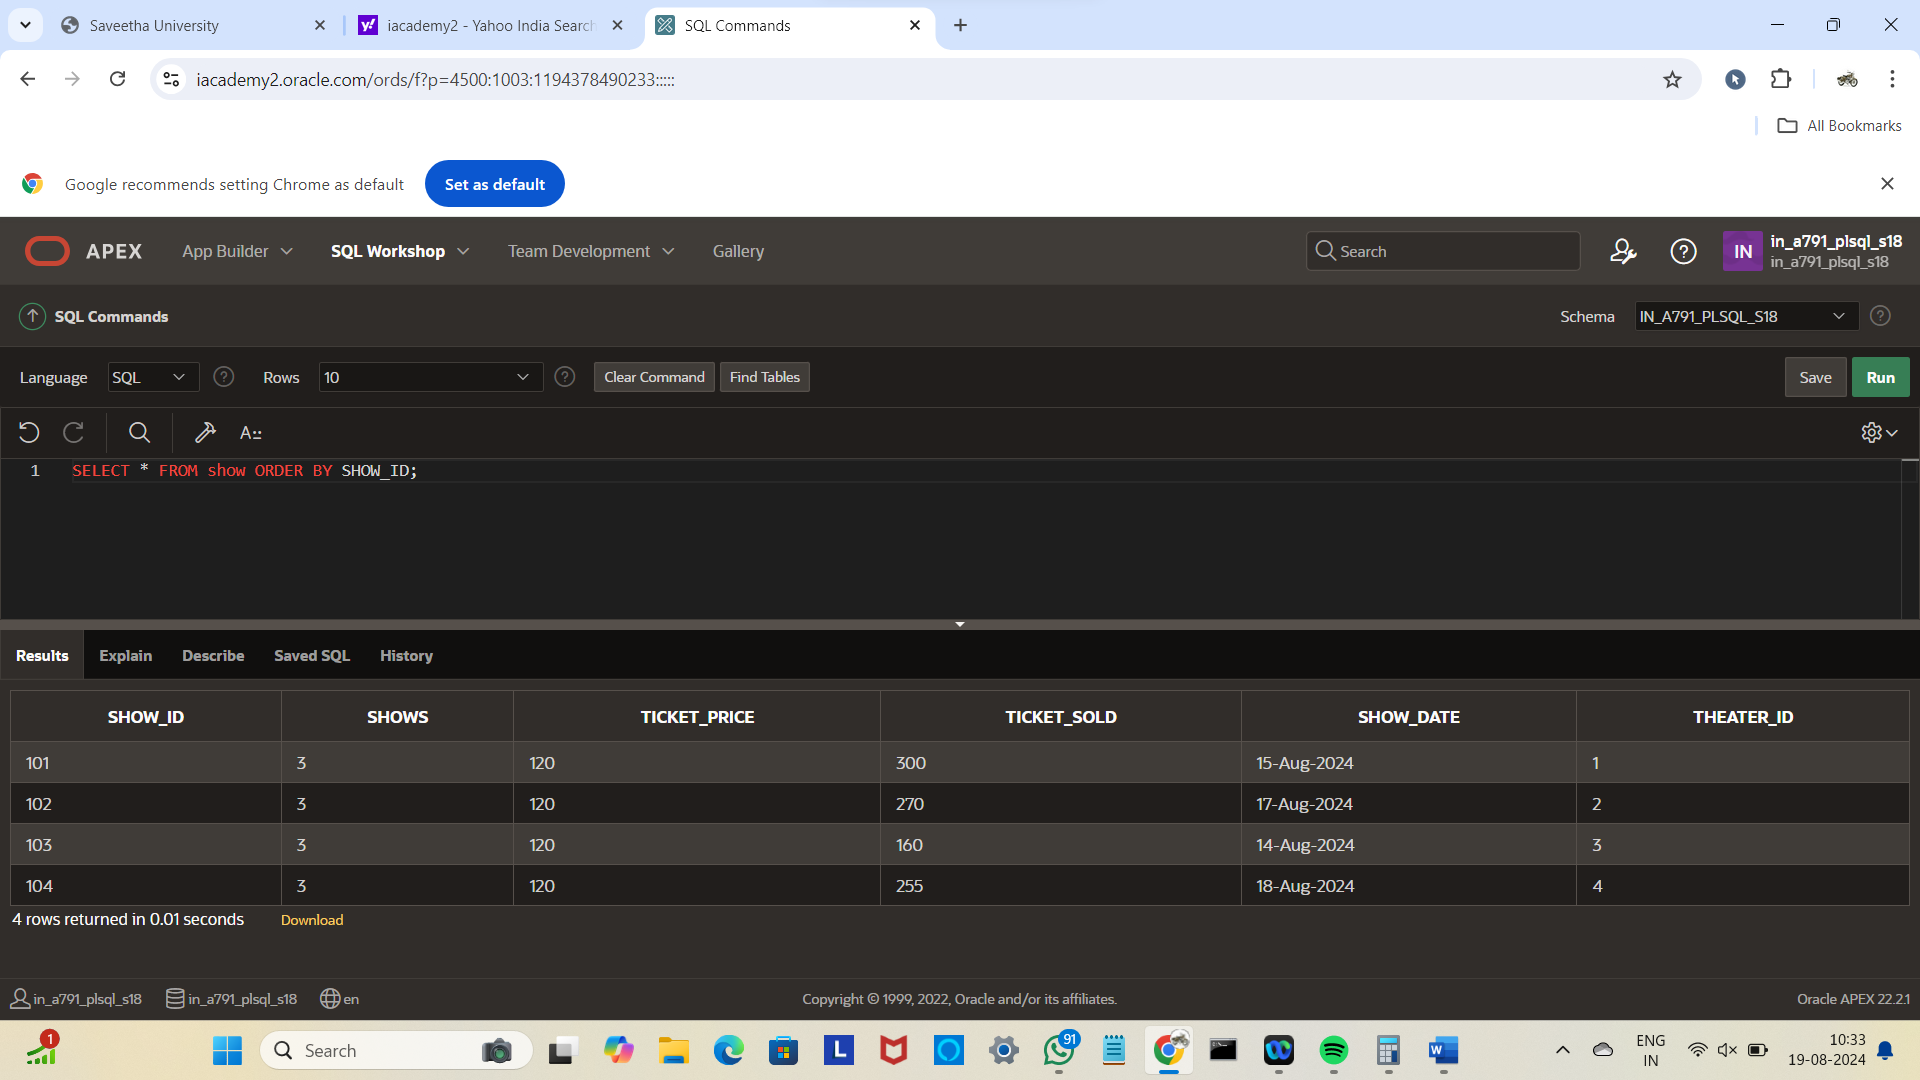 Saveetha University
iacademy2 - Yahoo India Search
SQL Commands
iacademy2.oracle.com/ords/f?p=4500:1003:1194378490233:::::
All Bookmarks
Google recommends setting Chrome as default
Set as default
APEX
App Builder
SQL Workshop
Team Development
Gallery
Search
IN
in_a791_plsql_s18
in_a791_plsql_s18
SQL Commands
Schema
IN_A791_PLSQL_S18
Language
SQL
Rows
10
Clear Command
Find Tables
Save
Run
A::
1 SELECT * FROM show ORDER BY SHOW_ID;
Results Explain Describe Saved SQL History
SHOW_ID SHOWS TICKET_PRICE TICKET_SOLD SHOW_DATE THEATER_ID
101 3 120 300 15-Aug-2024 1
102 3 120 270 17-Aug-2024 2
103 3 120 160 14-Aug-2024 3
104 3 120 255 18-Aug-2024 4
4 rows returned in 0.01 seconds Download
in_a791_plsql_s18 in_a791_plsql_s18 en
Copyright © 1999, 2022, Oracle and/or its affiliates.
Oracle APEX 22.2.1
1
Search
L
91
W
ENG
IN
10:33
19-08-2024